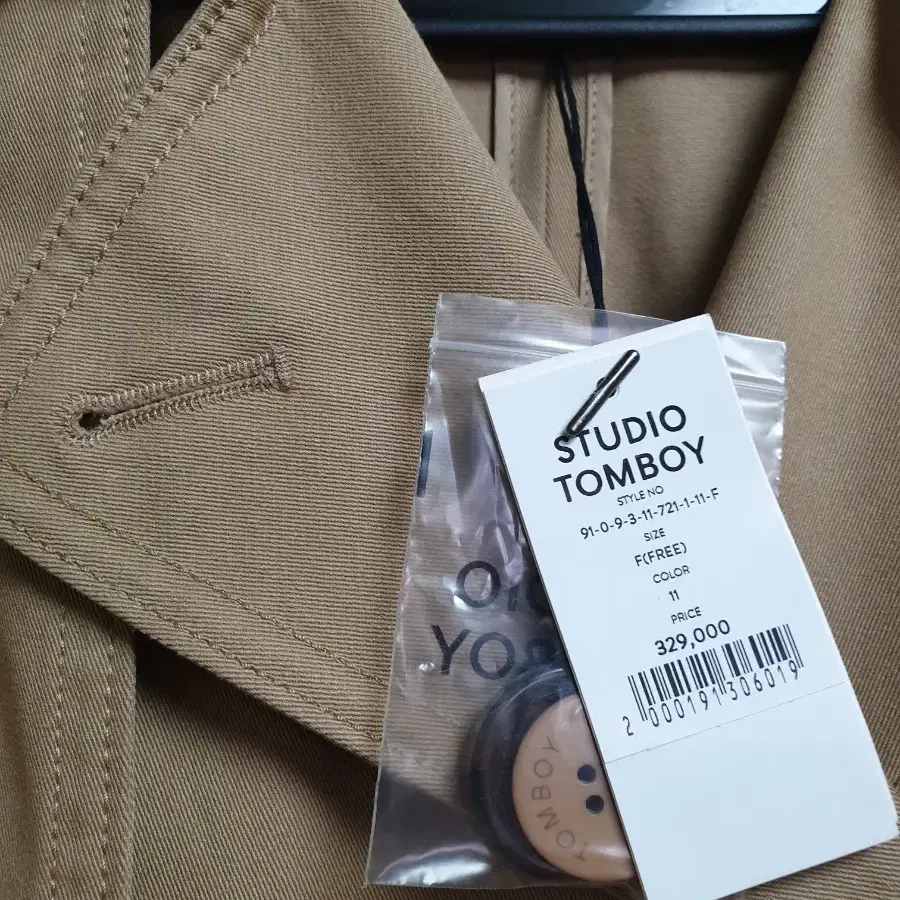 STUDIO
TOMBOY
STYLE NO
91-0-9-3-11-721-1-11-F
SIZE
F(FREE)
COLOR
11
PRICE
329,000
2 000191 306019
TOMBOY